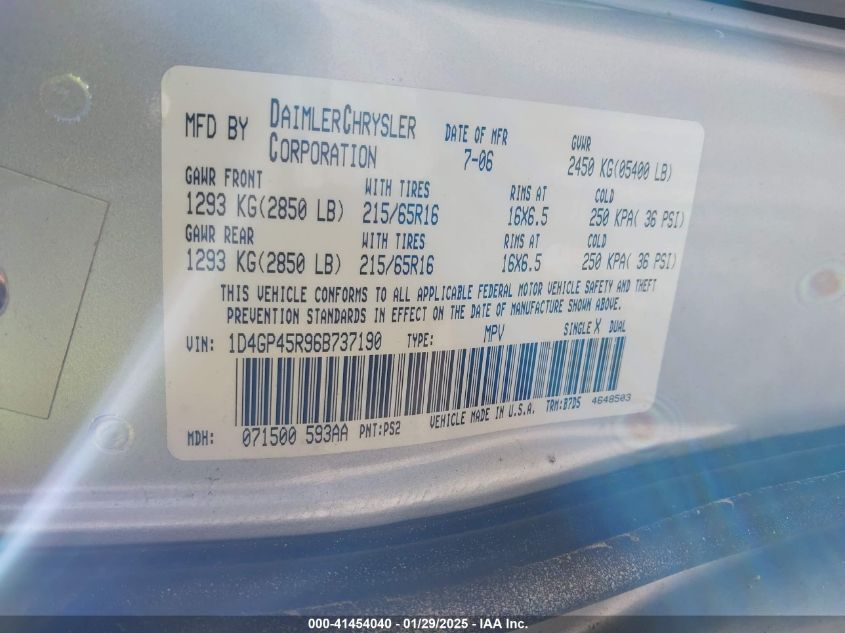 MFD BY DAIMLERCHRYSLER CORPORATION DATE OF MFR 7-06 GVWR 2450 KG(05400 LB)
GAWR FRONT WITH TIRES RIMS AT COLD
1293 KG(2850 LB) 215/65R16 16X6.5 250 KPA( 36 PSI)
GAWR REAR WITH TIRES RIMS AT COLD
1293 KG(2850 LB) 215/65R16 16X6.5 250 KPA( 36 PSI)
THIS VEHICLE CONFORMS TO ALL APPLICABLE FEDERAL MOTOR VEHICLE SAFETY AND THEFT
PREVENTION STANDARDS IN EFFECT ON THE DATE OF MANUFACTURE SHOWN ABOVE.
VIN: 1D4GP45R96B737190 TYPE: MPV SINGLE X DUAL
MDH: 071500 593AA PNT:PS2 VEHICLE MADE IN U.S.A. TRM:B7D5 4648503
000-41454040 / 01/29/2025 - IAA Inc.